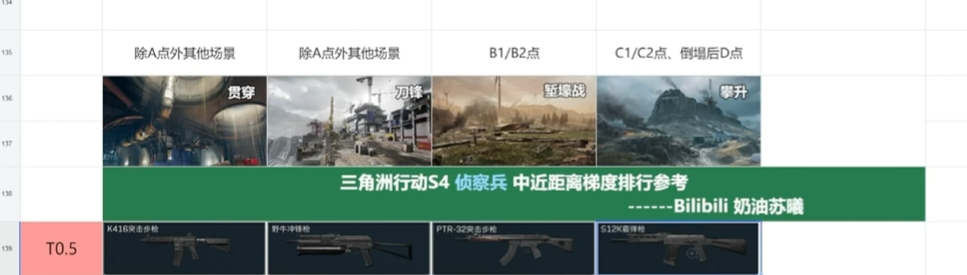 134
135
除A点外其他场景
除A点外其他场景
B1/B2点
C1/C2点、倒塌后D点
136
贯穿
刀锋
堑壕战
攀升
137
138
三角洲行动S4 侦察兵 中近距离梯度排行参考
------Bilibili 奶油苏曦
139
T0.5
K416突击步枪
野牛冲锋枪
PTR-32突击步枪
S12K霰弹枪